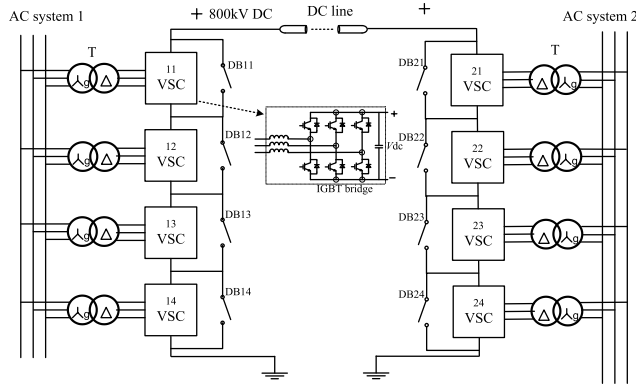 AC system 1
+ 800kV DC
DC line
+
AC system 2
T
T
11
VSC
DB11
DB21
21
VSC
g
g
12
VSC
DB12
+
Vdc
−
IGBT bridge
DB22
22
VSC
g
g
13
VSC
DB13
DB23
23
VSC
g
g
14
VSC
DB14
DB24
24
VSC
g
g